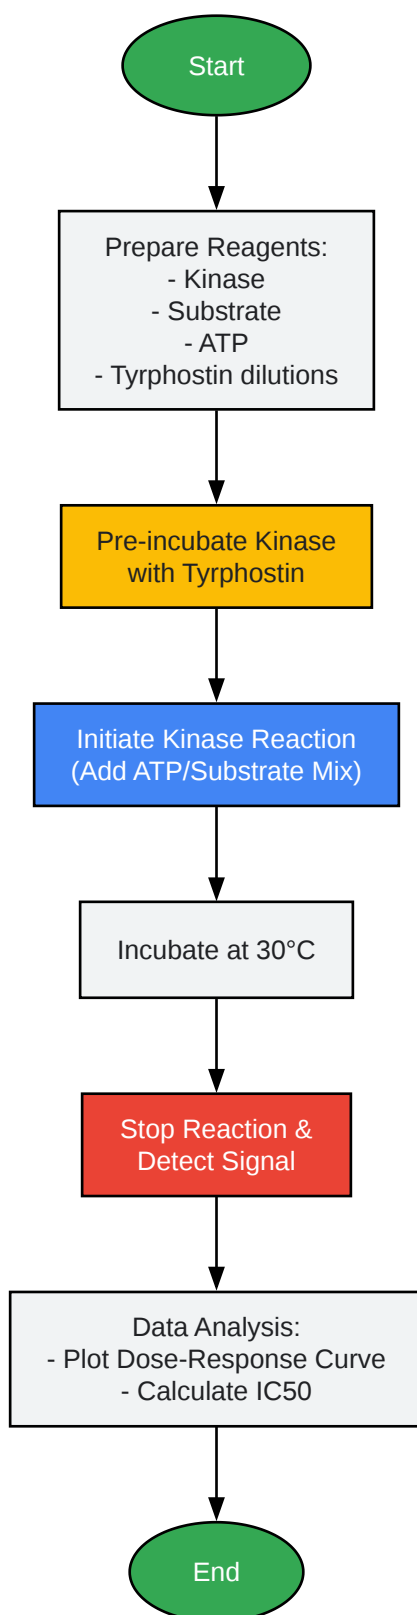 Start
Prepare Reagents:
- Kinase
- Substrate
- ATP
- Tyrphostin dilutions
Pre-incubate Kinase
with Tyrphostin
Initiate Kinase Reaction
(Add ATP/Substrate Mix)
Incubate at 30°C
Stop Reaction &
Detect Signal
Data Analysis:
- Plot Dose-Response Curve
- Calculate IC50
End